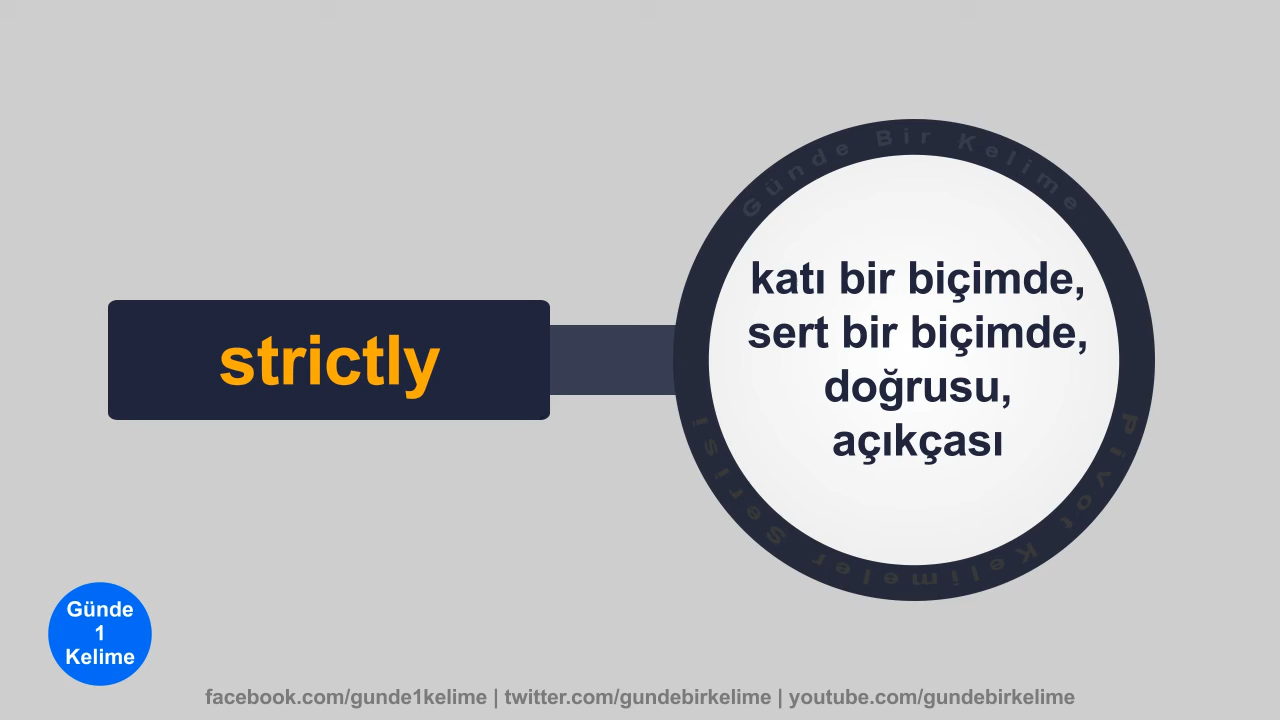 Günde Bir Kelime
katı bir biçimde,
sert bir biçimde,
doğrusu,
açıkçası
strictly
Pivot Kelimeler Serisi
Günde
1
Kelime
facebook.com/gunde1kelime | twitter.com/gundebirkelime | youtube.com/gundebirkelime